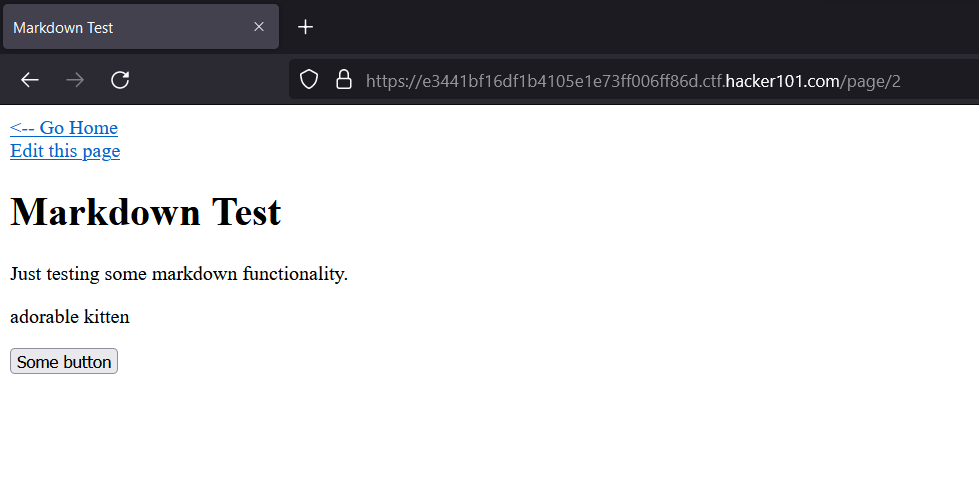 Markdown Test
https://e3441bf16df1b4105e1e73ff006ff86d.ctf.hacker101.com/page/2
<-- Go Home
Edit this page
Markdown Test
Just testing some markdown functionality.
adorable kitten
Some button